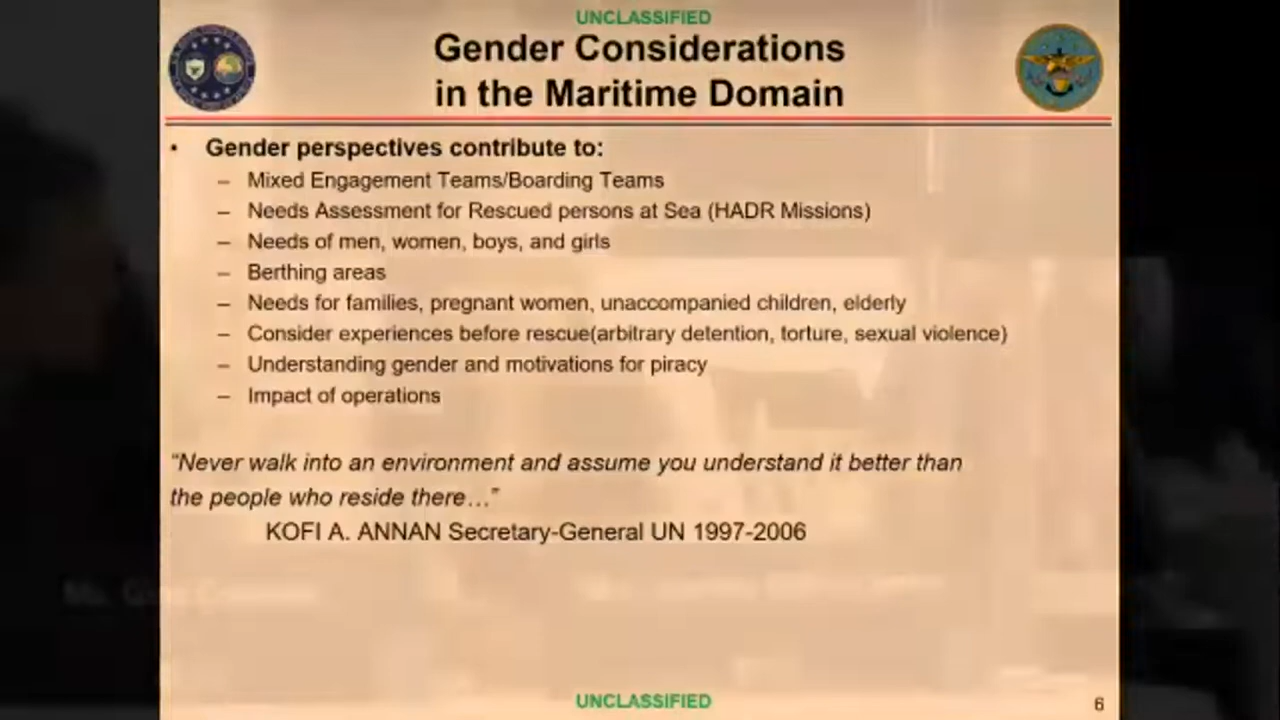 UNCLASSIFIED
Gender Considerations
in the Maritime Domain
• Gender perspectives contribute to:
– Mixed Engagement Teams/Boarding Teams
– Needs Assessment for Rescued persons at Sea (HADR Missions)
– Needs of men, women, boys, and girls
– Berthing areas
– Needs for families, pregnant women, unaccompanied children, elderly
– Consider experiences before rescue(arbitrary detention, torture, sexual violence)
– Understanding gender and motivations for piracy
– Impact of operations
“Never walk into an environment and assume you understand it better than
the people who reside there…”
KOFI A. ANNAN Secretary-General UN 1997-2006
Ms.
UNCLASSIFIED
6